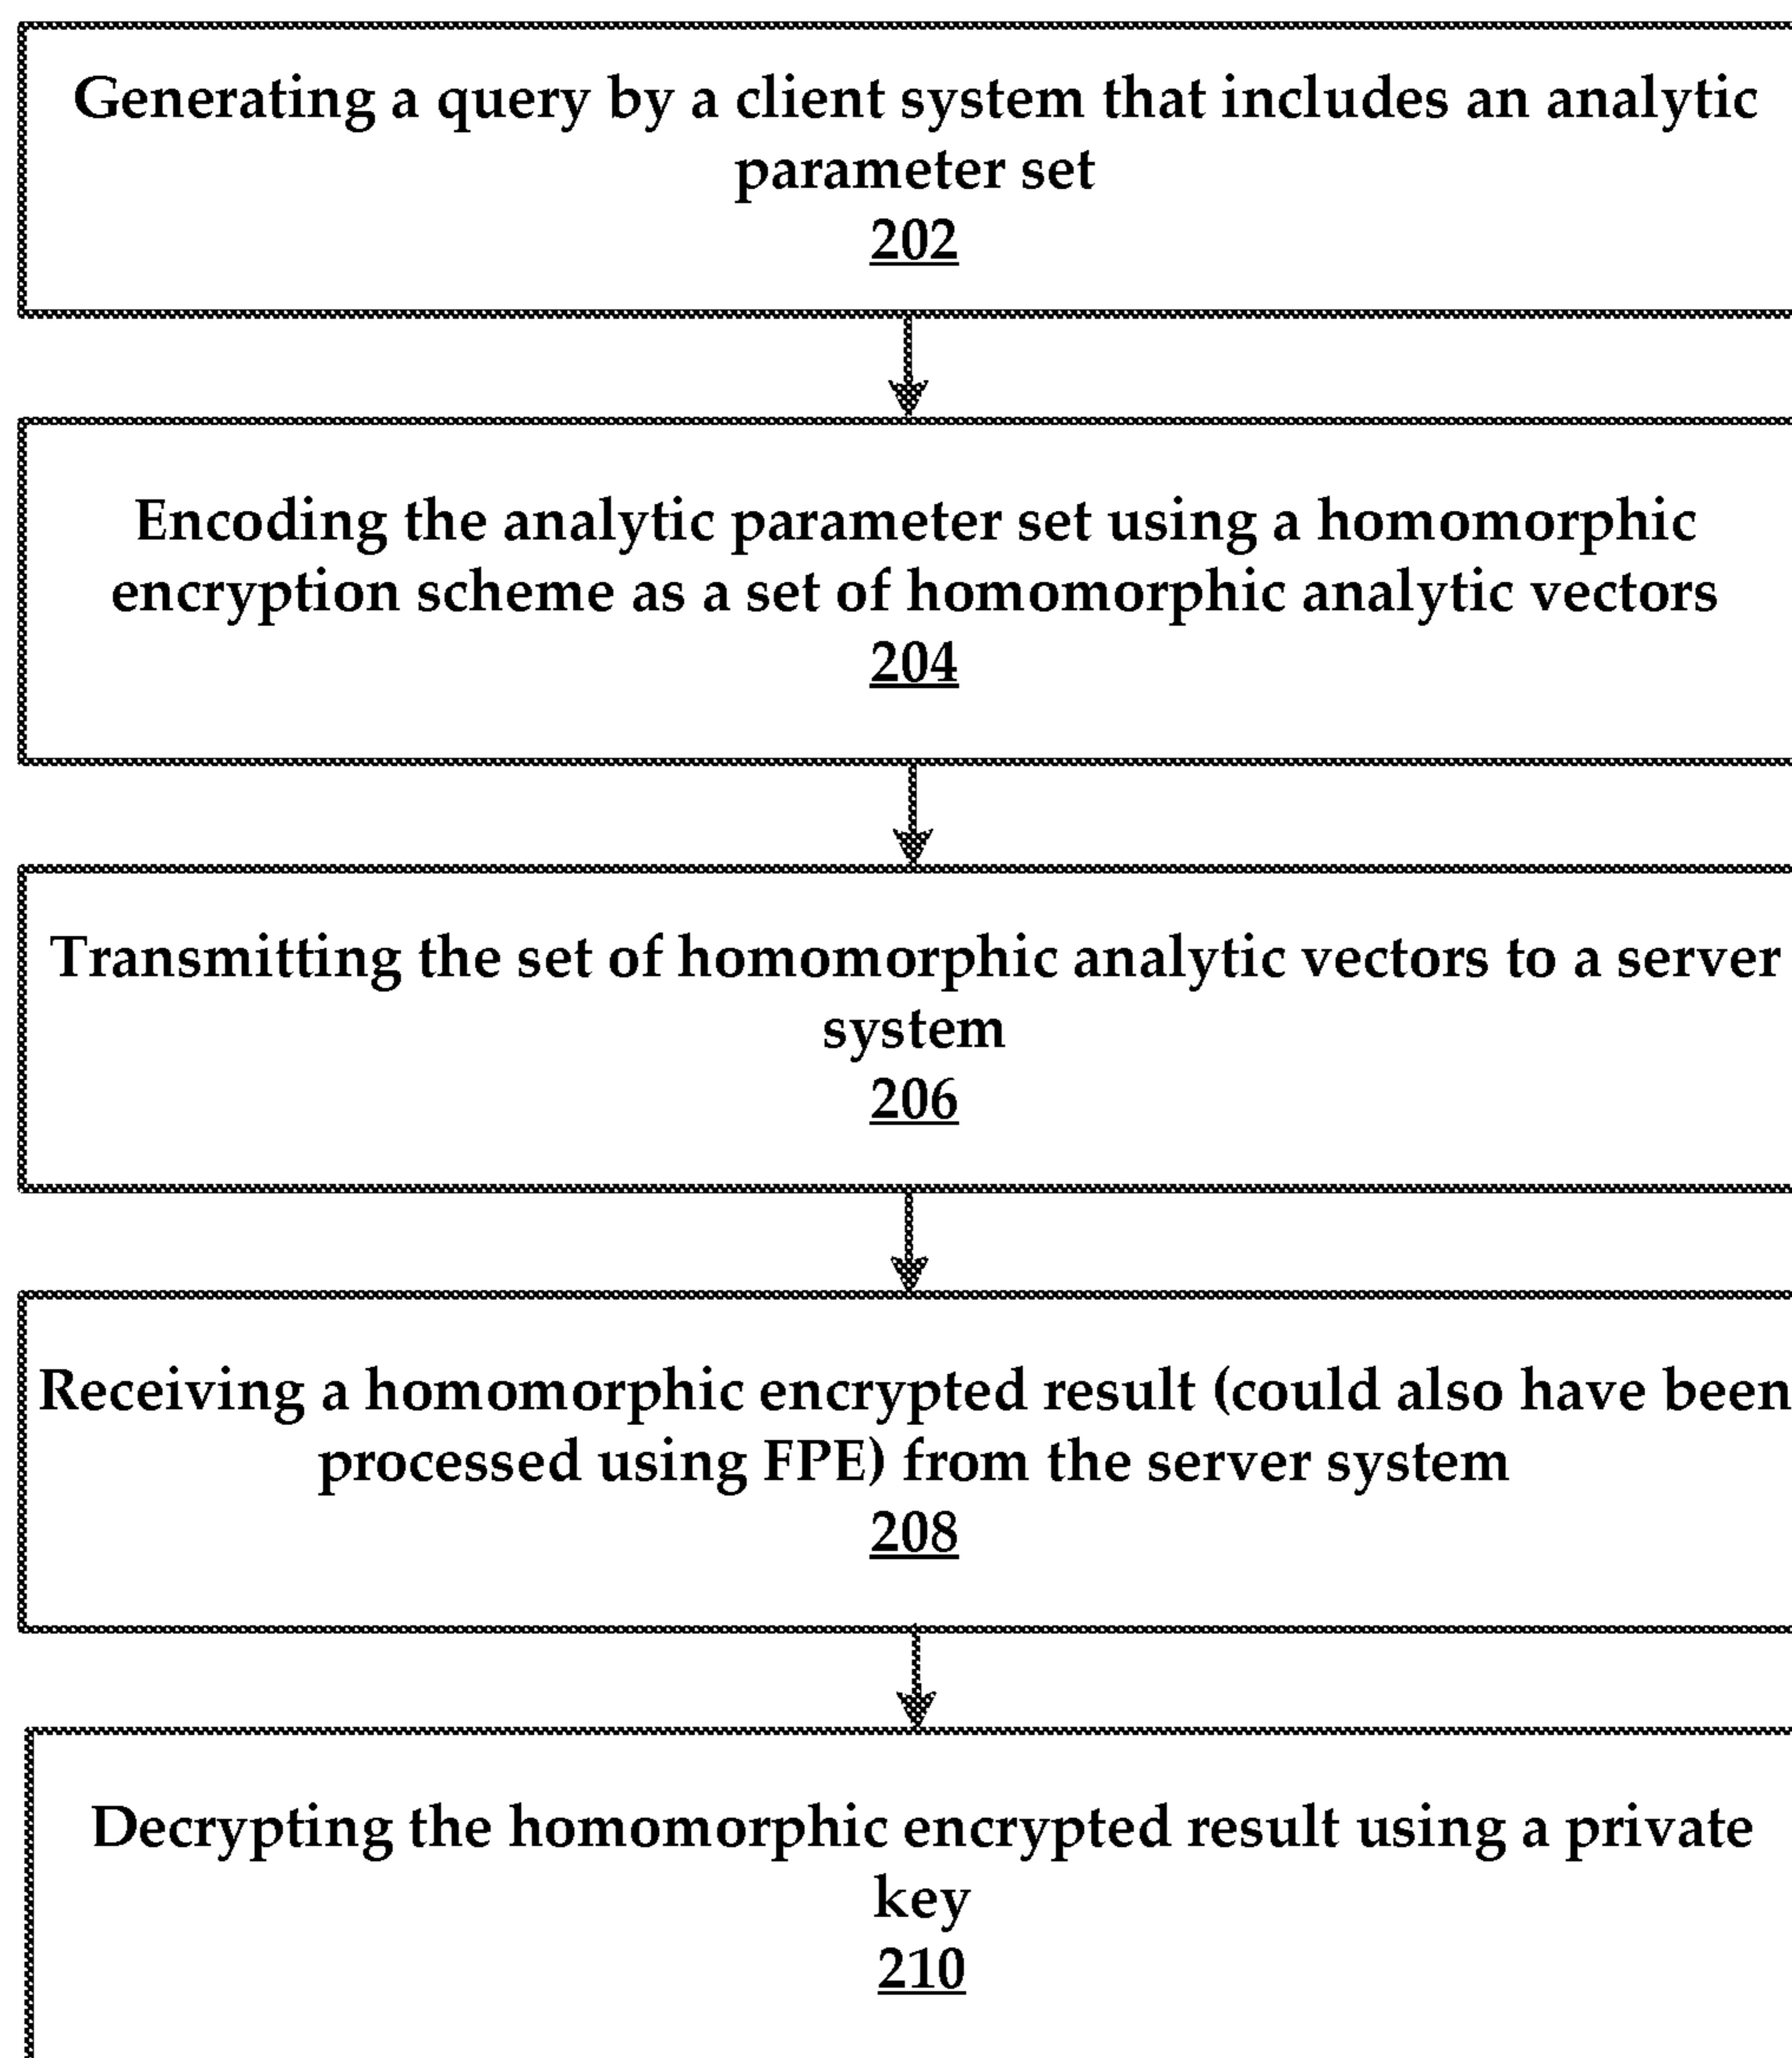 Generating a query by a client system that includes an analytic
parameter set
202
Encoding the analytic parameter set using a homomorphic
encryption scheme as a set of homomorphic analytic vectors
204
Transmitting the set of homomorphic analytic vectors to a server
system
206
Receiving a homomorphic encrypted result (could also have been
processed using FPE) from the server system
208
Decrypting the homomorphic encrypted result using a private
key
210